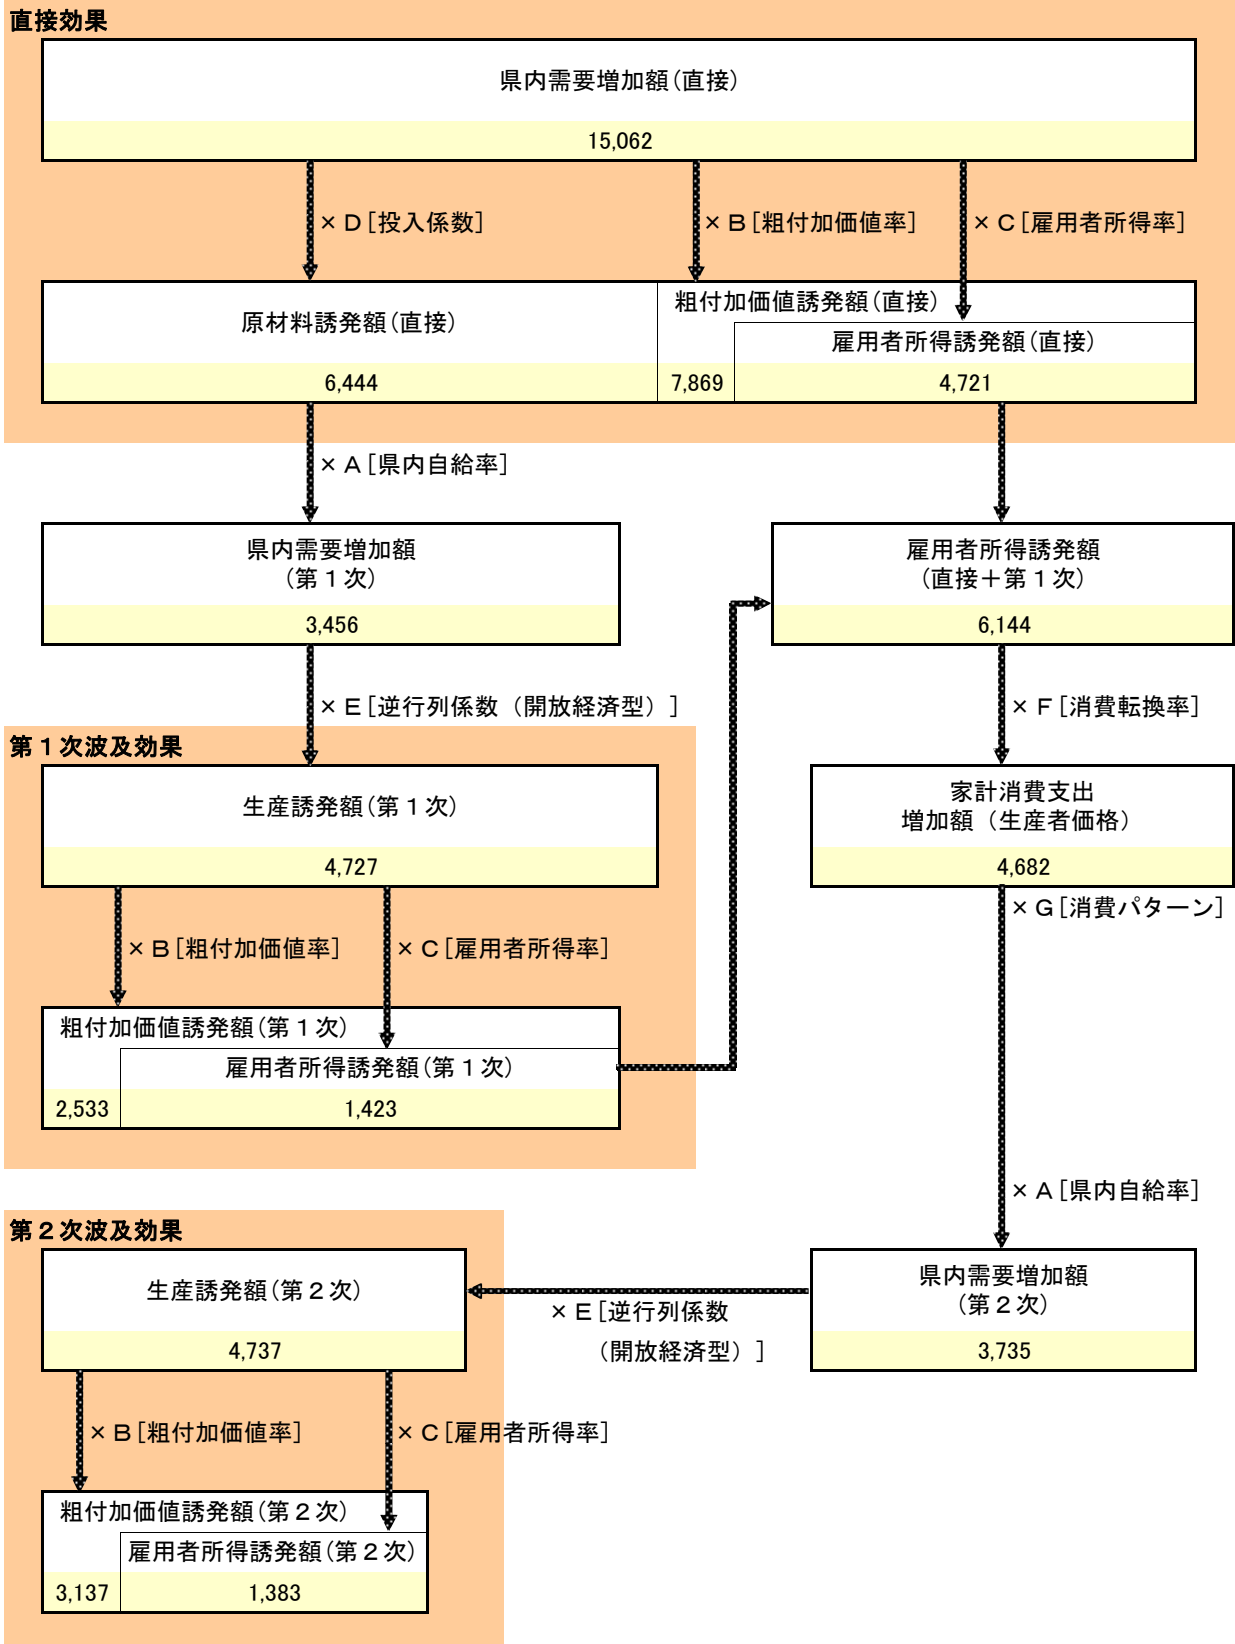 直接効果
県内需要増加額(直接)
15,062
× D[投入係数]
× B[粗付加価値率]
× C[雇用者所得率]
原材料誘発額(直接)
粗付加価値誘発額(直接)
雇用者所得誘発額(直接)
6,444
7,869
4,721
× A[県内自給率]
県内需要増加額
(第1次)
3,456
雇用者所得誘発額
(直接+第1次)
6,144
× E[逆行列係数(開放経済型)]
× F[消費転換率]
第1次波及効果
生産誘発額(第1次)
4,727
家計消費支出
増加額(生産者価格)
4,682
× G[消費パターン]
× B[粗付加価値率]
× C[雇用者所得率]
粗付加価値誘発額(第1次)
雇用者所得誘発額(第1次)
2,533
1,423
× A[県内自給率]
第2次波及効果
生産誘発額(第2次)
4,737
× E[逆行列係数
(開放経済型)]
県内需要増加額
(第2次)
3,735
× B[粗付加価値率]
× C[雇用者所得率]
粗付加価値誘発額(第2次)
雇用者所得誘発額(第2次)
3,137
1,383